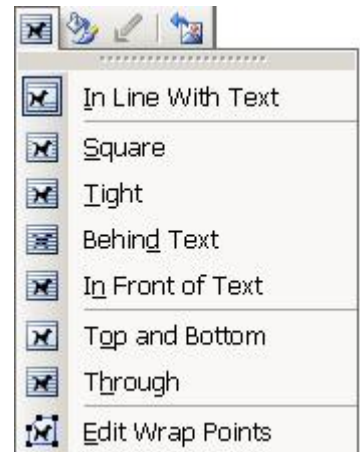 In Line With Text
Square
Tight
Behind Text
In Front of Text
Top and Bottom
Through
Edit Wrap Points